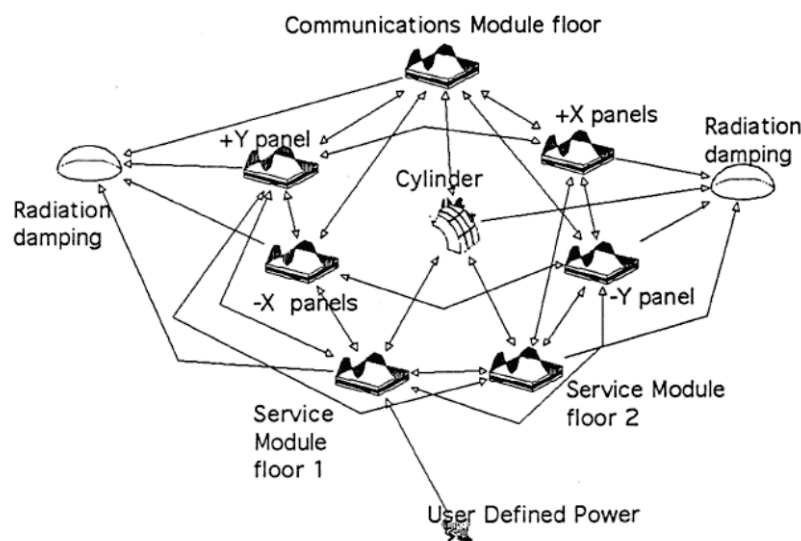 Communications Module floor
+X panels
Radiation
damping
+Y panel
Cylinder
Radiation
damping
-X panels
-Y panel
Service
Module
floor 1
Service Module
floor 2
User Defined Power